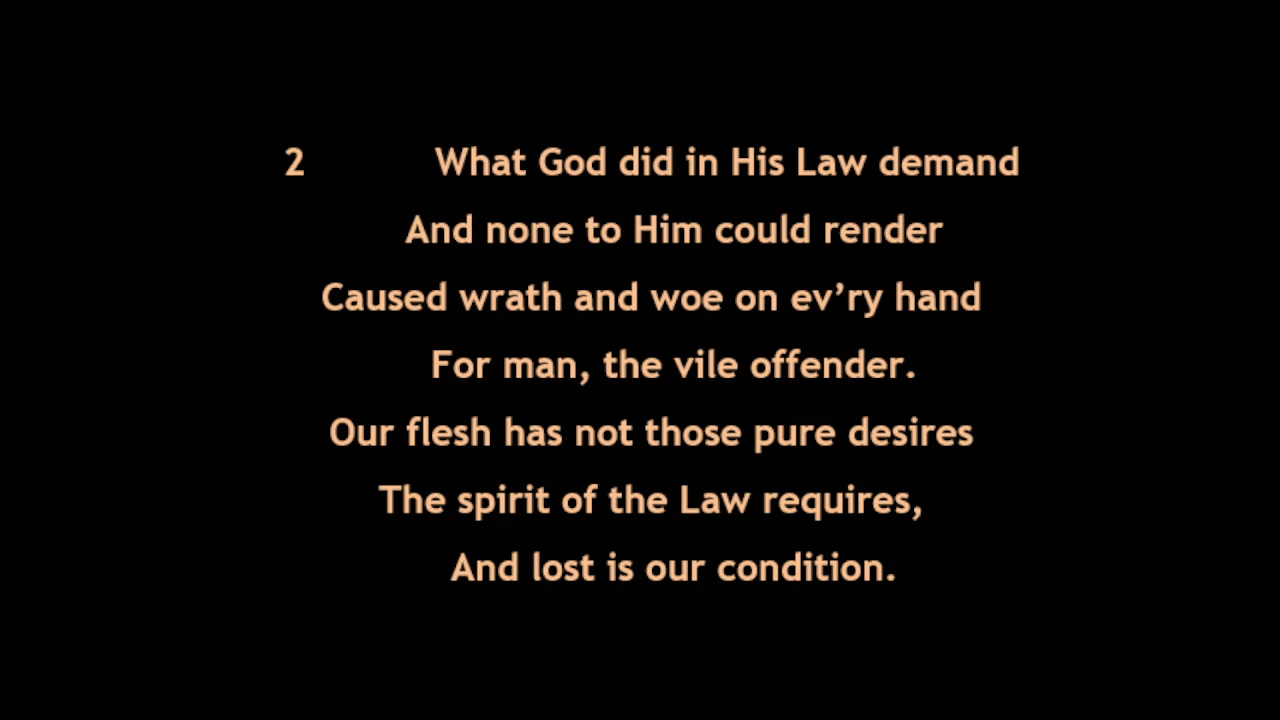 2 What God did in His Law demand
And none to Him could render
Caused wrath and woe on ev’ry hand
For man, the vile offender.
Our flesh has not those pure desires
The spirit of the Law requires,
And lost is our condition.